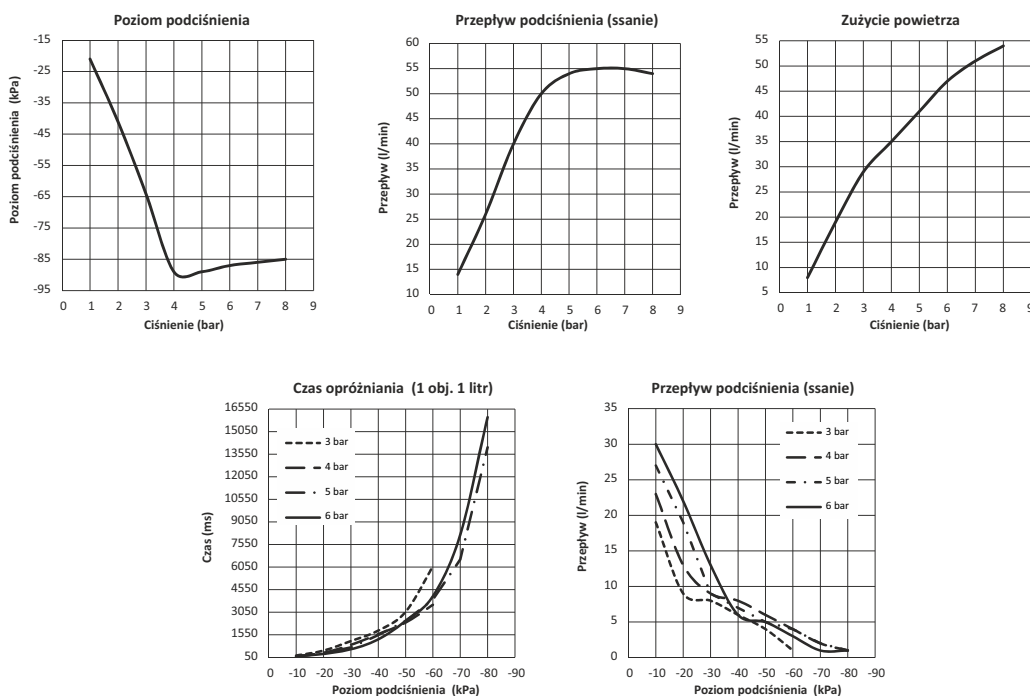 Poziom podciśnienia
Poziom podciśnienia (kPa)
-15
-25
-35
-45
-55
-65
-75
-85
-95
0 1 2 3 4 5 6 7 8 9
Ciśnienie (bar)
Przepływ podciśnienia (ssanie)
Przepływ (l/min)
60
55
50
45
40
35
30
25
20
15
10
0 1 2 3 4 5 6 7 8 9
Ciśnienie (bar)
Zużycie powietrza
Przepływ (l/min)
55
50
45
40
35
30
25
20
15
10
5
0 1 2 3 4 5 6 7 8 9
Ciśnienie (bar)
Czas opróżniania (1 obj. 1 litr)
Czas (ms)
16550
15050
13550
12050
10550
9050
7550
6050
4550
3050
1550
50
3 bar
4 bar
5 bar
6 bar
0 -10 -20 -30 -40 -50 -60 -70 -80 -90
Poziom podciśnienia (kPa)
Przepływ podciśnienia (ssanie)
Przepływ (l/min)
35
30
25
20
15
10
5
0
3 bar
4 bar
5 bar
6 bar
0 -10 -20 -30 -40 -50 -60 -70 -80 -90
Poziom podciśnienia (kPa)